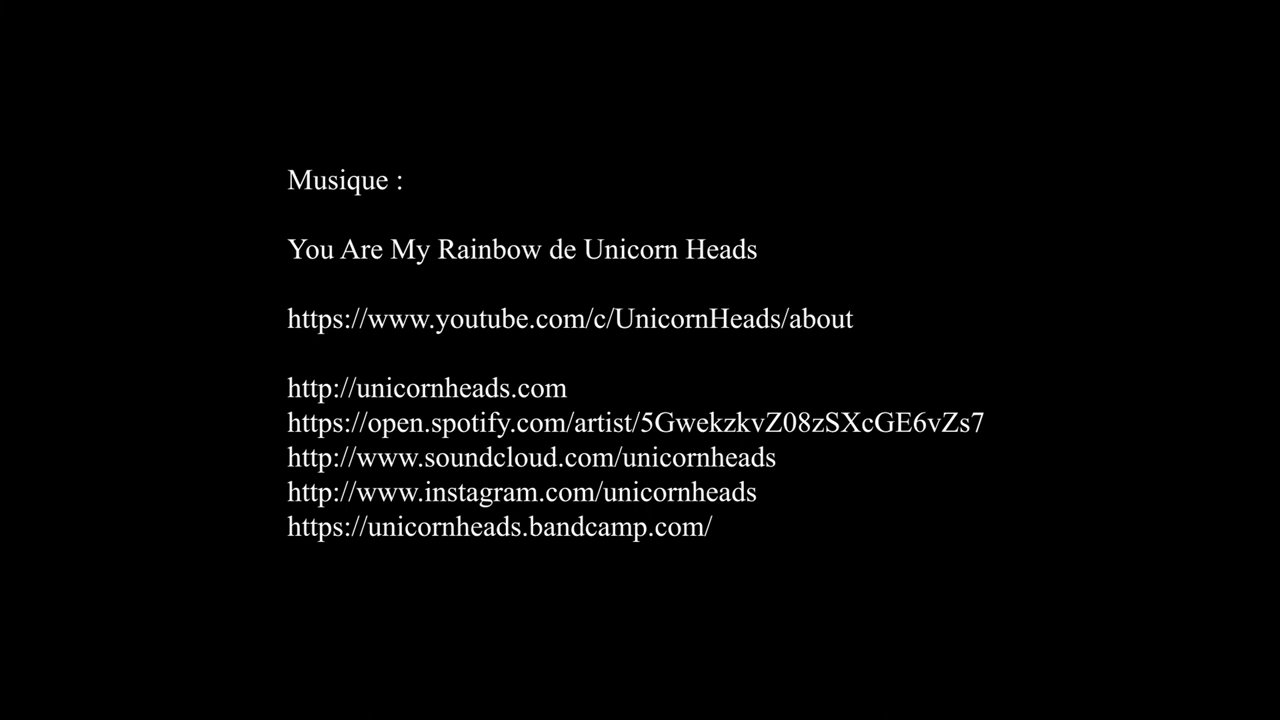 Musique :
You Are My Rainbow de Unicorn Heads
https://www.youtube.com/c/UnicornHeads/about
http://unicornheads.com
https://open.spotify.com/artist/5GwekzkvZ08zSXcGE6vZs7
http://www.soundcloud.com/unicornheads
http://www.instagram.com/unicornheads
https://unicornheads.bandcamp.com/